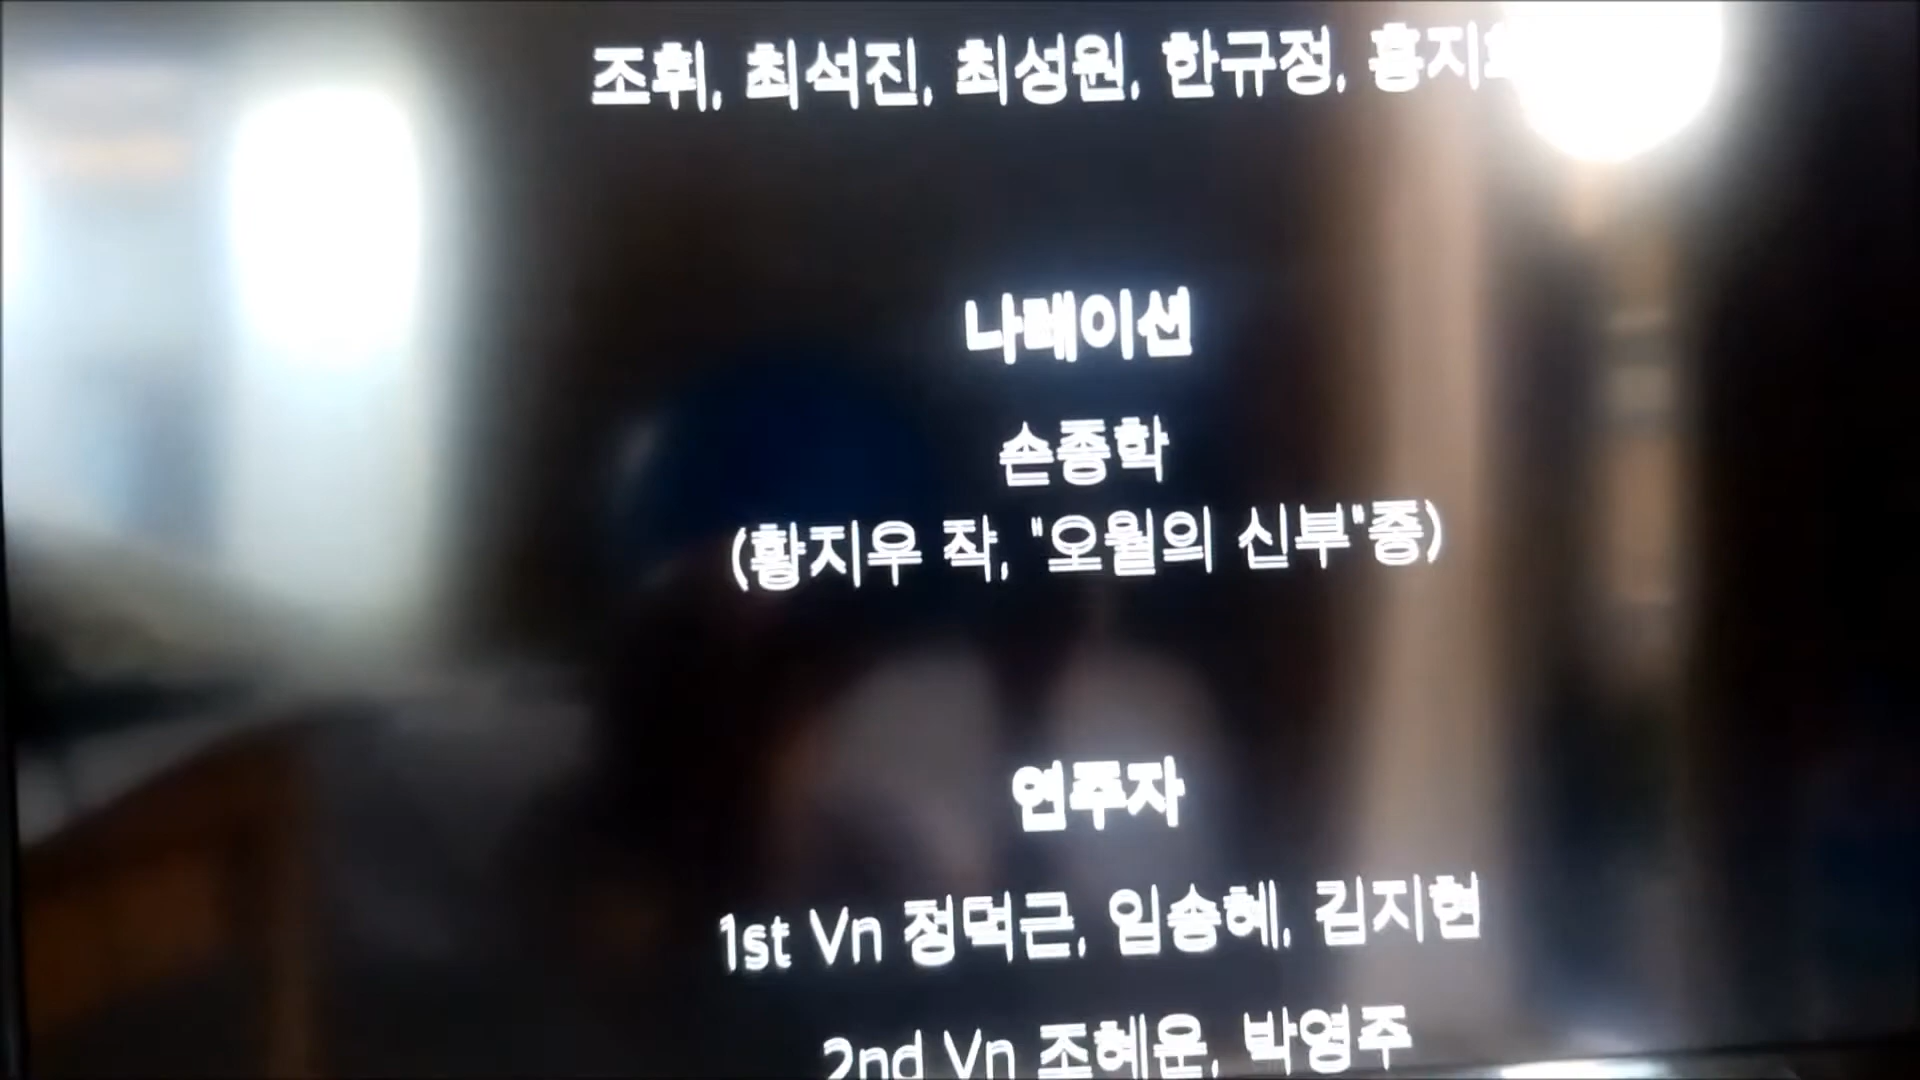 조휘, 최석진, 최성원, 한규정,
나레이션
손종학
(황지우 작, "오월의 신부"중)
연주자
1st Vn 정덕근, 임송혜, 김지현
2nd Vn 조혜운, 박영주